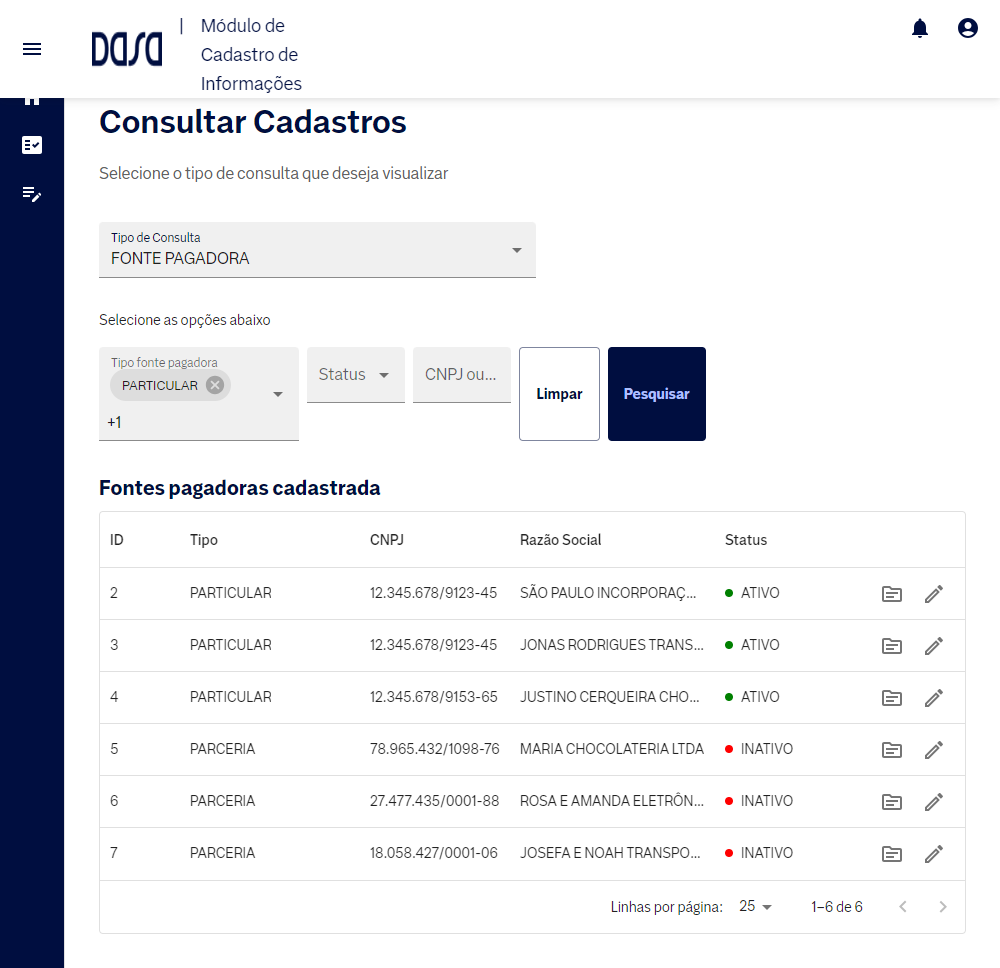 DASA
| Módulo de
Cadastro de
Informações
Consultar Cadastros
Selecione o tipo de consulta que deseja visualizar
Tipo de Consulta
FONTE PAGADORA
Selecione as opções abaixo
Tipo fonte pagadora
PARTICULAR
+1
Status
CNPJ ou...
Limpar
Pesquisar
Fontes pagadoras cadastrada
ID Tipo CNPJ Razão Social Status
2 PARTICULAR 12.345.678/9123-45 SÃO PAULO INCORPORAÇ... ATIVO
3 PARTICULAR 12.345.678/9123-45 JONAS RODRIGUES TRANS... ATIVO
4 PARTICULAR 12.345.678/9153-65 JUSTINO CERQUEIRA CHO... ATIVO
5 PARCERIA 78.965.432/1098-76 MARIA CHOCOLATERIA LTDA INATIVO
6 PARCERIA 27.477.435/0001-88 ROSA E AMANDA ELETRÔN... INATIVO
7 PARCERIA 18.058.427/0001-06 JOSEFA E NOAH TRANSPO... INATIVO
Linhas por página: 25 1–6 de 6